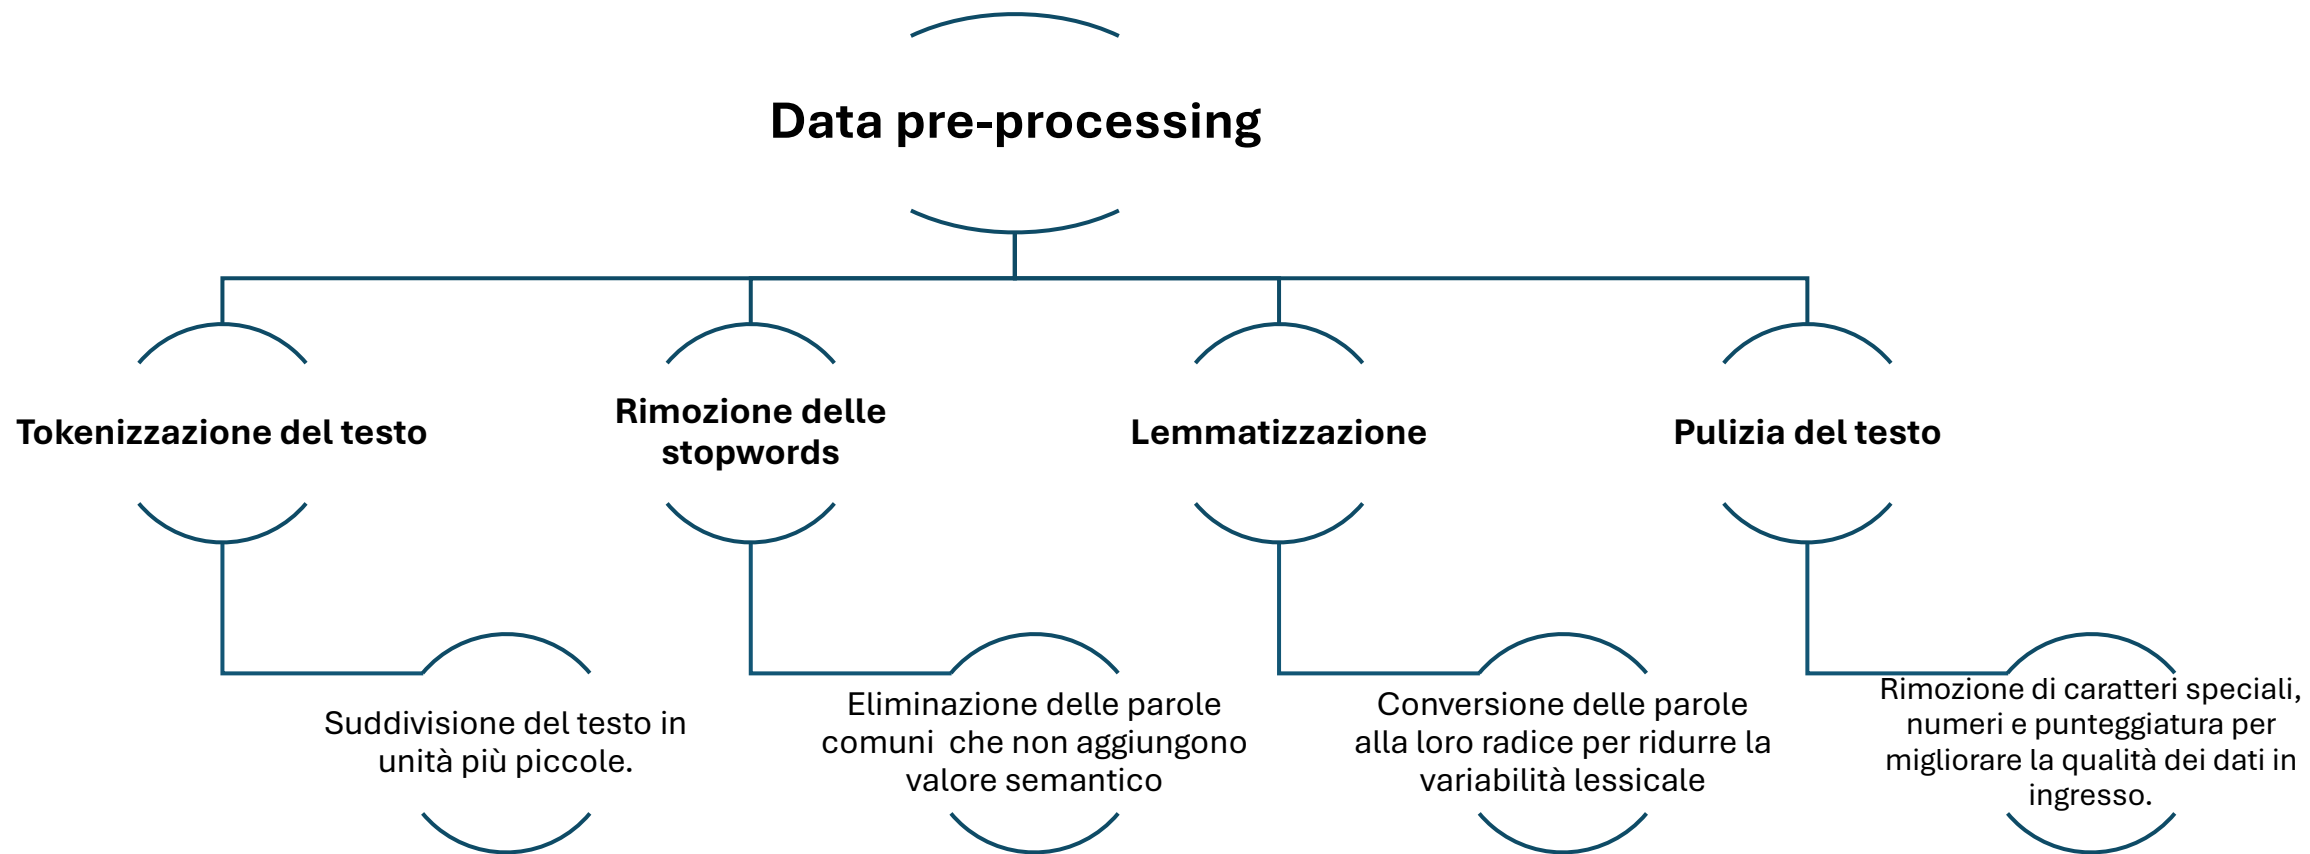 Data pre-processing
Tokenizzazione del testo
Rimozione delle
stopwords
Lemmatizzazione
Pulizia del testo
Suddivisione del testo in
unità più piccole.
Eliminazione delle parole
comuni  che non aggiungono
valore semantico
Conversione delle parole
alla loro radice per ridurre la
variabilità lessicale
Rimozione di caratteri speciali,
numeri e punteggiatura per
migliorare la qualità dei dati in
ingresso.